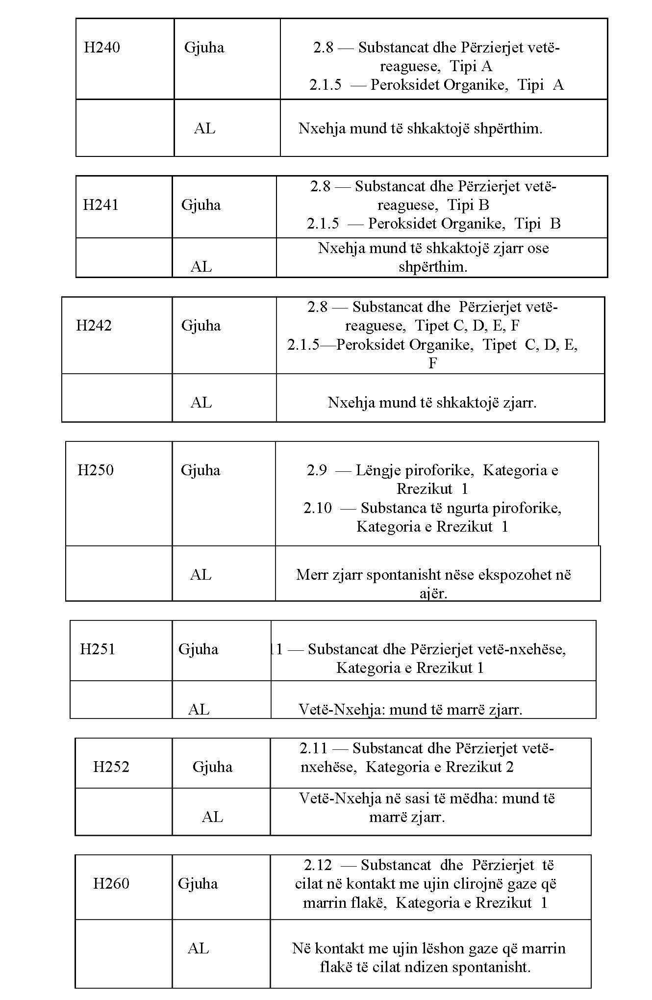 H240 Gjuha 2.8 — Substancat dhe Përzierjet vetë-
reaguese, Tipi A
2.1.5 — Peroksidet Organike, Tipi A
AL Nxehja mund të shkaktojë shpërthim.
2.8 — Substancat dhe Përzierjet vetë-
H241 Gjuha reaguese, Tipi B
2.1.5 — Peroksidet Organike, Tipi B
Nxehja mund të shkaktojë zjarr ose
AL shpërthim.
2.8 — Substancat dhe Përzierjet vetë-
H242 Gjuha reaguese, Tipet C, D, E, F
2.1.5—Peroksidet Organike, Tipet C, D, E,
F
AL Nxehja mund të shkaktojë zjarr.
H250 Gjuha 2.9 — Lëngje piroforike, Kategoria e
Rrezikut 1
2.10 — Substanca të ngurta piroforike,
Kategoria e Rrezikut 1
AL Merr zjarr spontanisht nëse ekspozohet në
ajër.
H251 Gjuha 11 — Substancat dhe Përzierjet vetë-nxehëse,
Kategoria e Rrezikut 1
AL Vetë-Nxehja: mund të marrë zjarr.
2.11 — Substancat dhe Përzierjet vetë-
H252 Gjuha nxehëse, Kategoria e Rrezikut 2
Vetë-Nxehja në sasi të mëdha: mund të
AL marrë zjarr.
2.12 — Substancat dhe Përzierjet të
H260 Gjuha cilat në kontakt me ujin clirojnë gaze që
marrin flakë, Kategoria e Rrezikut 1
AL Në kontakt me ujin lëshon gaze që marrin
flakë të cilat ndizen spontanisht.